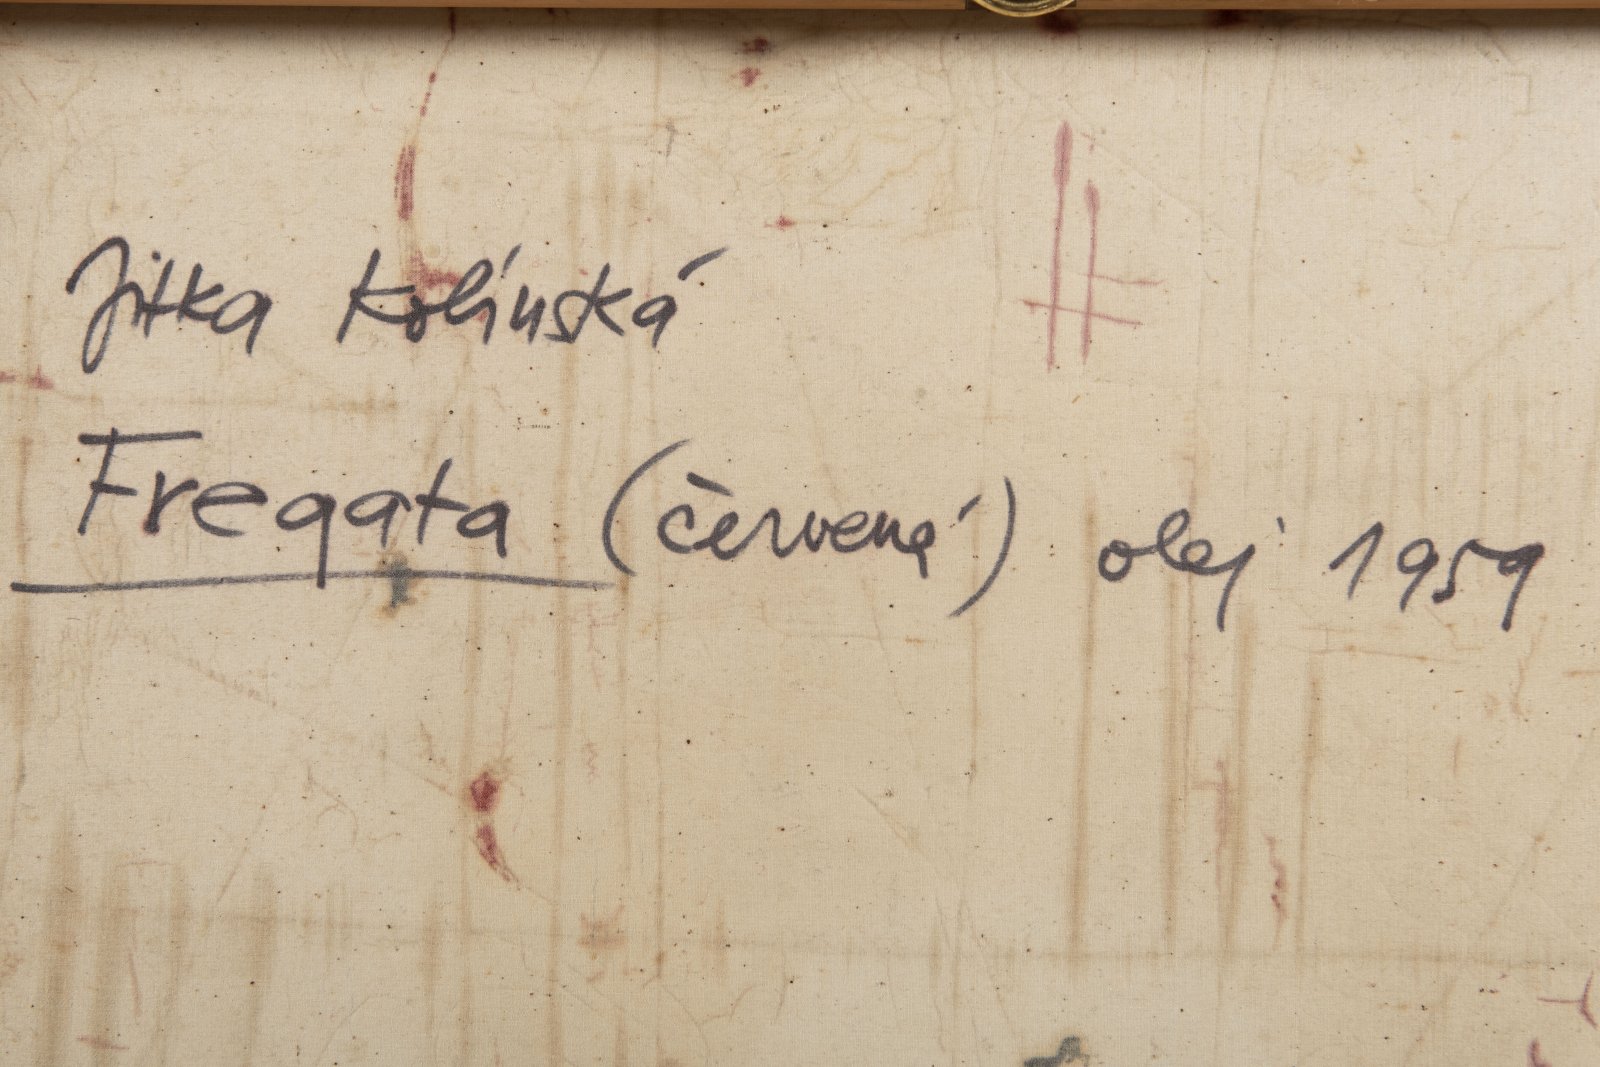 Jitka Kolínská
Fregata (červená) olej 1959